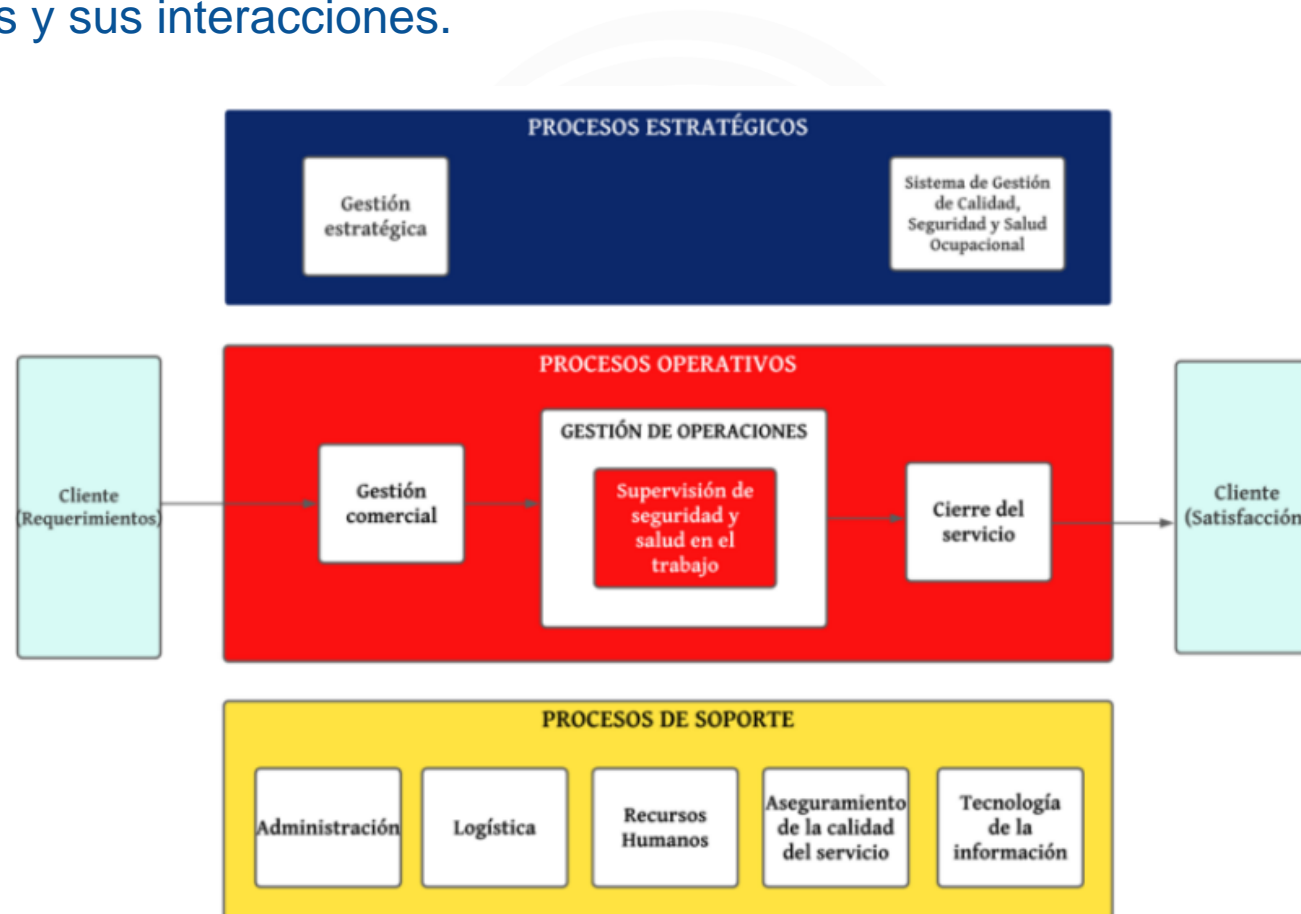 s y sus interacciones.
PROCESOS ESTRATÉGICOS
Gestión
estratégica
Sistema de Gestión
de Calidad,
Seguridad y Salud
Ocupacional
PROCESOS OPERATIVOS
Cliente
(Requerimientos)
Gestión
comercial
GESTIÓN DE OPERACIONES
Supervisión de
seguridad y
salud en el
trabajo
Cierre del
servicio
Cliente
(Satisfacción
PROCESOS DE SOPORTE
Administración
Logística
Recursos
Humanos
Aseguramiento
de la calidad
del servicio
Tecnología
de la
información